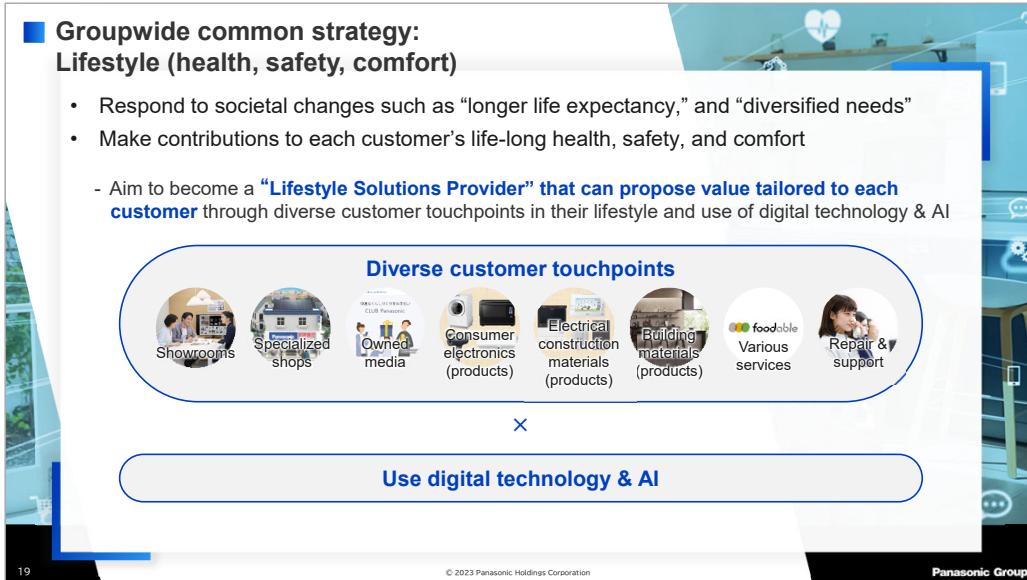 Groupwide common strategy:
Lifestyle (health, safety, comfort)
• Respond to societal changes such as “longer life expectancy,” and “diversified needs”
• Make contributions to each customer’s life-long health, safety, and comfort
- Aim to become a “Lifestyle Solutions Provider” that can propose value tailored to each
customer through diverse customer touchpoints in their lifestyle and use of digital technology & AI
Diverse customer touchpoints
CLUB Panasonic
Showrooms
Specialized
shops
Owned
media
Consumer
electronics
(products)
Electrical
construction
materials
(products)
Building
materials
(products)
foodable
Various
services
Repair &
support
×
Use digital technology & AI
19
© 2023 Panasonic Holdings Corporation
Panasonic Group